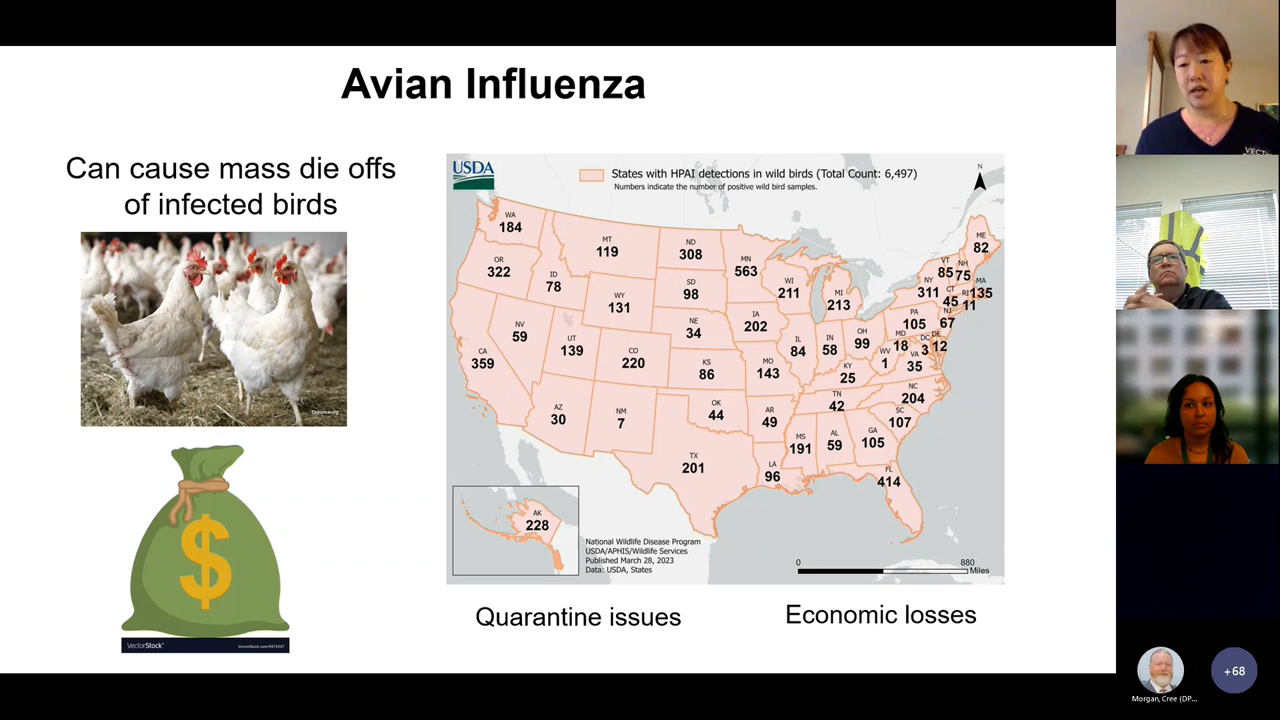 Avian Influenza
Can cause mass die offs
of infected birds
USDA
States with HPAI detections in wild birds (Total Count: 6,497)
Numbers indicate the number of positive wild bird samples.
N
WA
184
MT
119
ND
308
MN
563
OR
322
ID
78
WY
131
SD
98
WI
211
MI
213
ME
82
VT
85
NH
75
NY
311
MA
135
CT
45
RI
11
NV
59
UT
139
CO
220
NE
34
IA
202
IL
84
IN
58
OH
99
PA
105
NJ
67
MD
18
DC
3
DE
12
CA
359
KS
86
MO
143
KY
25
WV
1
VA
35
AZ
30
NM
7
OK
44
AR
49
TN
42
NC
204
SC
107
TX
201
LA
96
MS
191
AL
59
GA
105
FL
414
AK
228
National Wildlife Disease Program
USDA/APHIS/Wildlife Services
Published March 28, 2023
Data: USDA, States
0
880
Miles
Quarantine issues
Economic losses
VectorStock
VectorStock.com/9474347
Morgan, Cree (DP...
+68